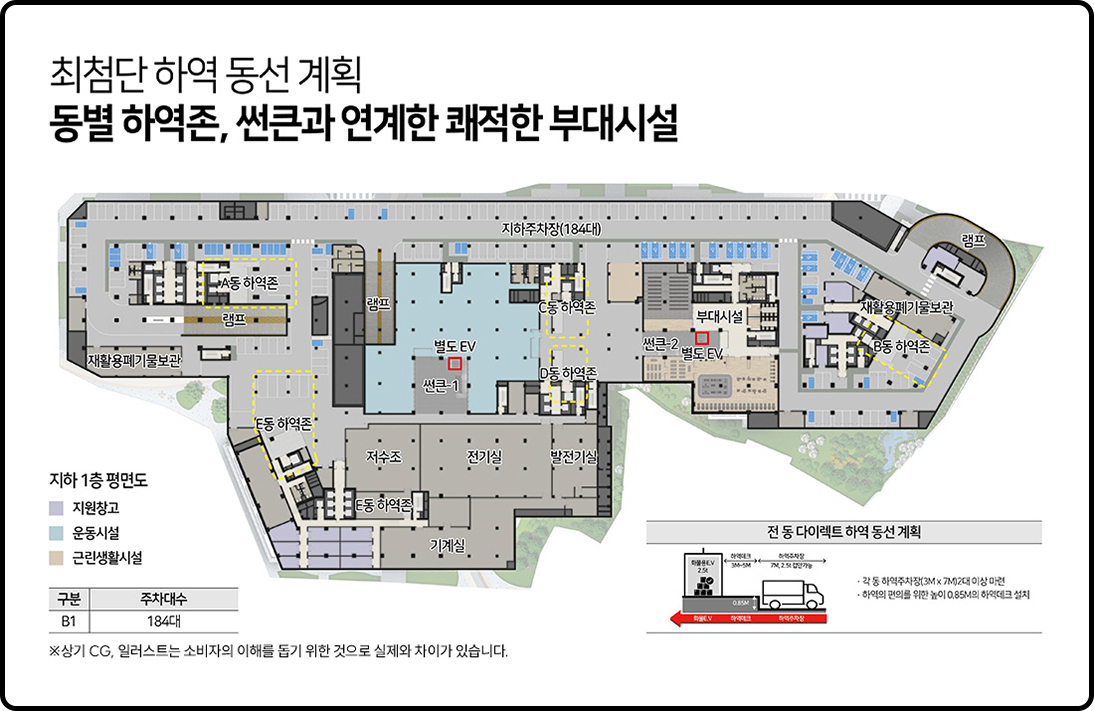 최첨단 하역 동선 계획
동별 하역존, 썬큰과 연계한 쾌적한 부대시설
지하주차장(184대)
램프
A동 하역존
램프
램프
C동 하역존
부대시설
재활용폐기물보관
재활용폐기물보관
별도 EV
썬큰-1
D동 하역존
썬큰-2
별도 EV
B동 하역존
E동 하역존
저수조
전기실
발전기실
E동 하역존
기계실
지하 1층 평면도
지원창고
운동시설
근린생활시설
구분 주차대수
B1 184대
※상기 CG, 일러스트는 소비자의 이해를 돕기 위한 것으로 실제와 차이가 있습니다.
전 동 다이렉트 하역 동선 계획
화물용E.V
2.5t
하역데크
3M~5M
하역주차장
7M, 2.5t 탑차가능
0.85M
화물E.V 하역데크 하역주차장
· 각 동 하역주차장(3M x 7M)2대 이상 마련
· 하역의 편의를 위한 높이 0.85M의 하역데크 설치